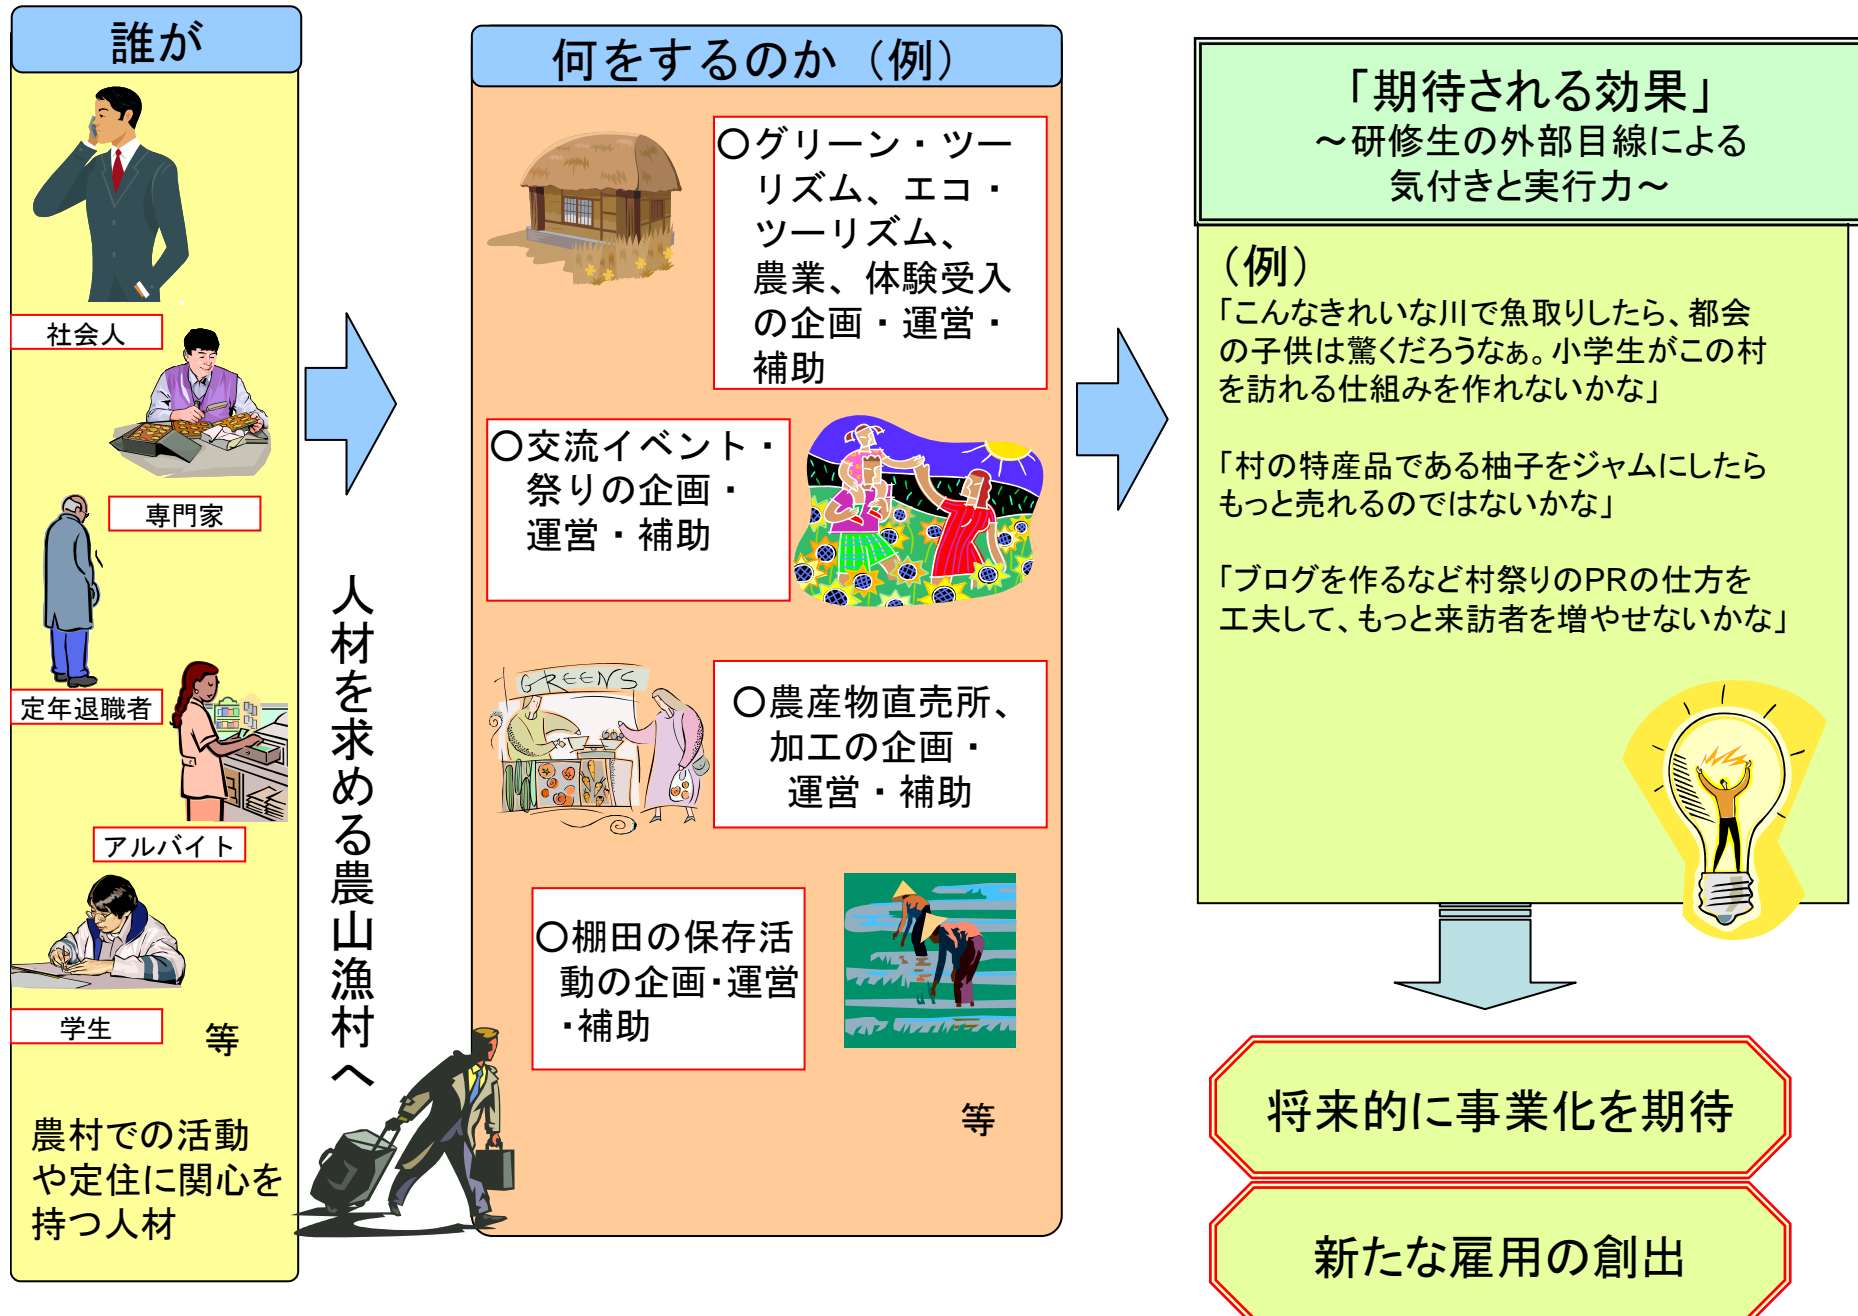 誰が
社会人
専門家
定年退職者
アルバイト
学生
等
農村での活動
や定住に関心を
持つ人材
人材を求める農山漁村へ
何をするのか（例）
○グリーン・ツー
リズム、エコ・
ツーリズム、
農業、体験受入
の企画・運営・
補助
○交流イベント・
祭りの企画・
運営・補助
GREENS
○農産物直売所、
加工の企画・
運営・補助
○棚田の保存活
動の企画・運営
・補助
等
「期待される効果」
～研修生の外部目線による
気付きと実行力～
（例）
「こんなきれいな川で魚取りしたら、都会
の子供は驚くだろうなぁ。小学生がこの村
を訪れる仕組みを作れないかな」
「村の特産品である柚子をジャムにしたら
もっと売れるのではないかな」
「ブログを作るなど村祭りのPRの仕方を
工夫して、もっと来訪者を増やせないかな」
将来的に事業化を期待
新たな雇用の創出